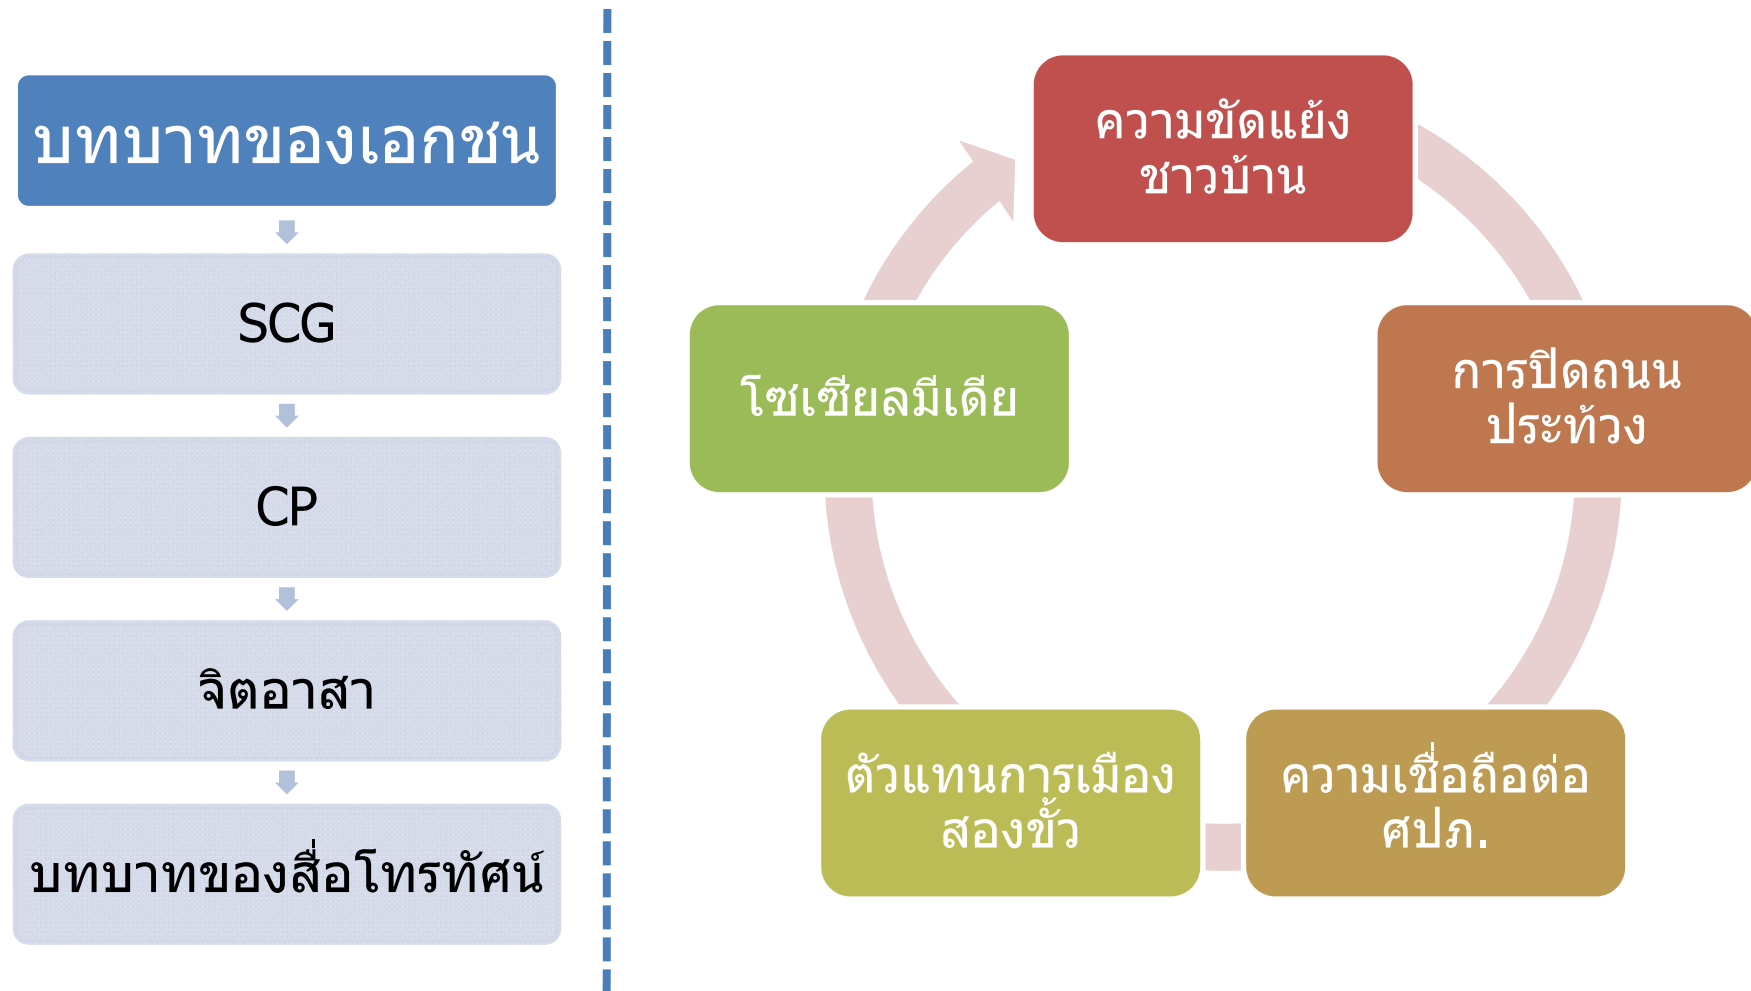 บทบาทของเอกชน
SCG
CP
จิตอาสา
บทบาทของสื่อโทรทัศน์
ความขัดแย้ง
ชาวบ้าน
การปิดถนน
ประท้วง
ความเชื่อถือต่อ
ศปภ.
ตัวแทนการเมือง
สองขั้ว
โซเซียลมีเดีย